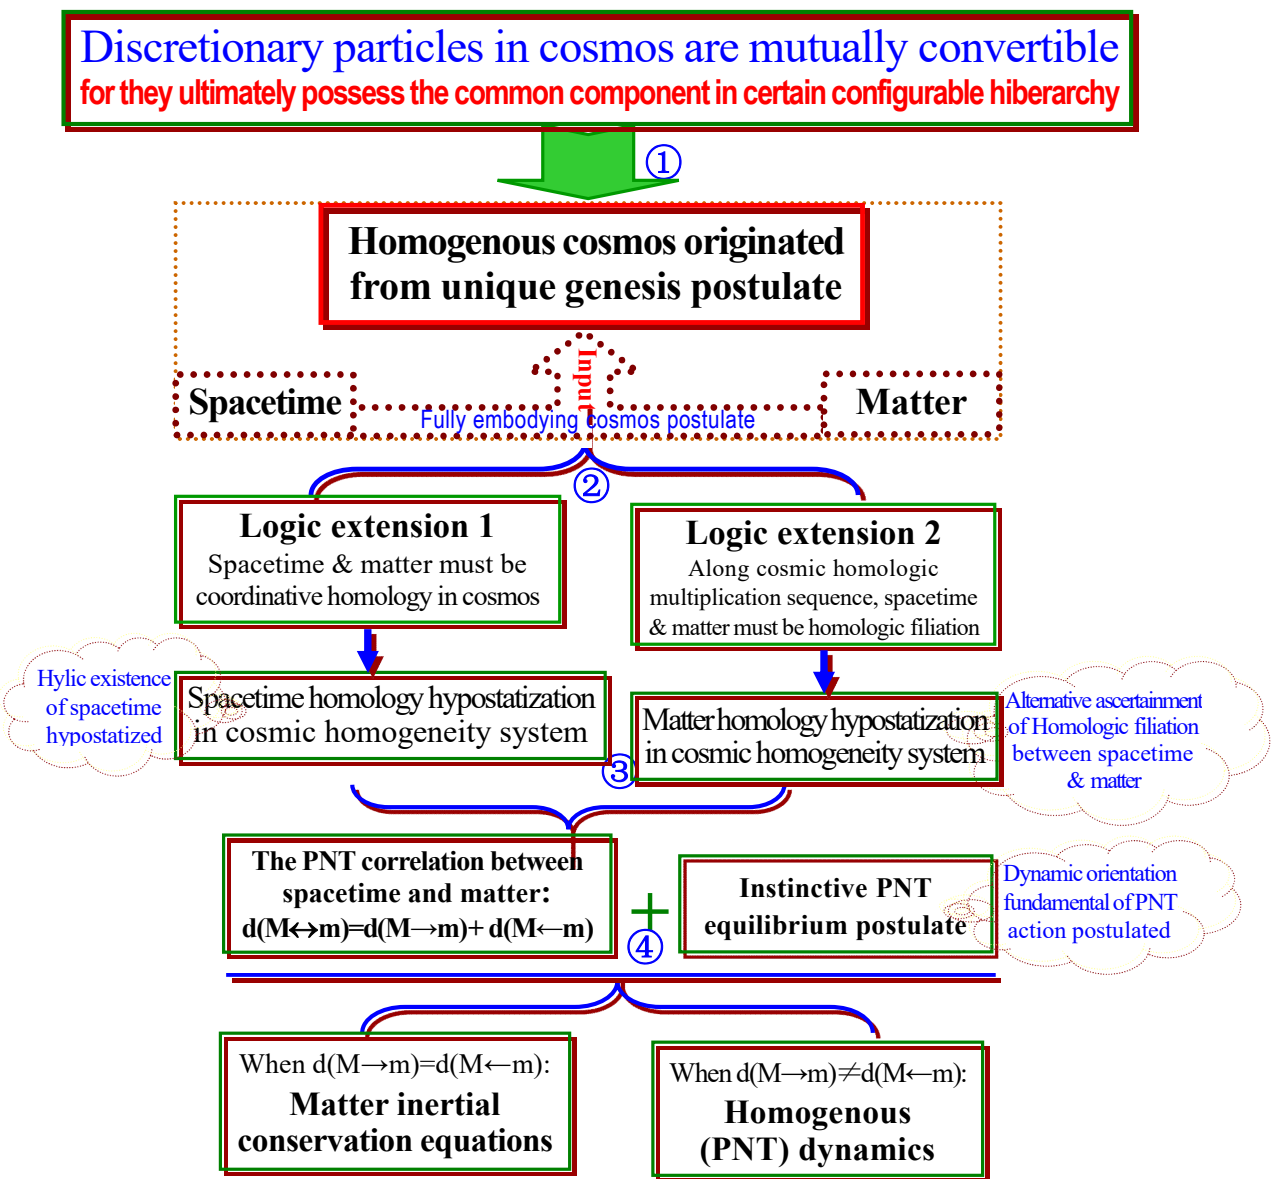 Discretionary particles in cosmos are mutually convertible
for they ultimately possess the common component in certain configurable hiberarchy
①
Homogenous cosmos originated
from unique genesis postulate
Input
Spacetime
Matter
Fully embodying cosmos postulate
②
Logic extension 1
Spacetime & matter must be
coordinative homology in cosmos
Logic extension 2
Along cosmic homologic
multiplication sequence, spacetime
& matter must be homologic filiation
Hylic existence
of spacetime
hypostatized
Spacetime homology hypostatization
in cosmic homogeneity system
Matter homology hypostatization
in cosmic homogeneity system
Alternative ascertainment
of Homologic filiation
between spacetime
& matter
③
The PNT correlation between
spacetime and matter:
d(M↔m)=d(M→m)+ d(M←m)
+
④
Instinctive PNT
equilibrium postulate
Dynamic orientation
fundamental of PNT
action postulated
When d(M→m)=d(M←m):
Matter inertial
conservation equations
When d(M→m)≠d(M←m):
Homogenous
(PNT) dynamics